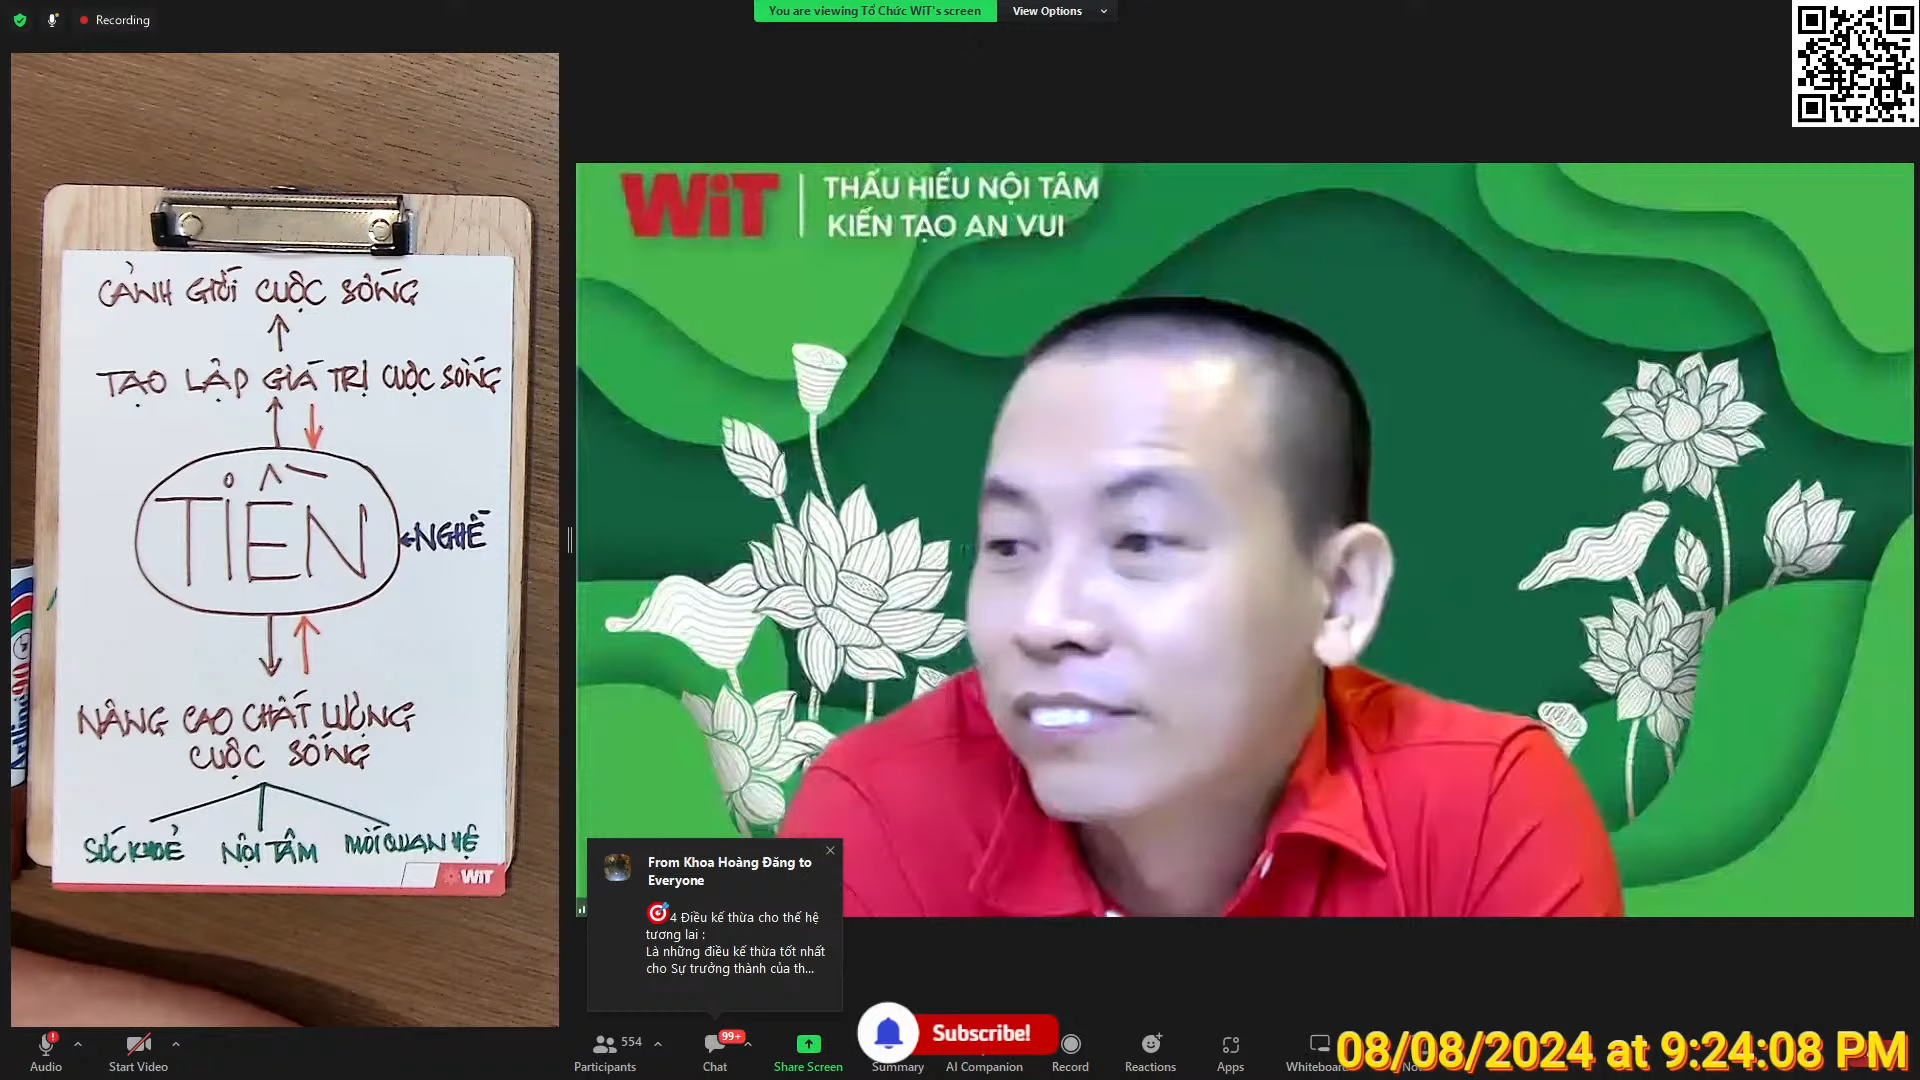 Recording
You are viewing Tổ Chức WiT's screen
View Options
CẢNH GIỚI CUỘC SỐNG
TẠO LẬP GIÁ TRỊ CUỘC SỐNG
TIỀN
NGHỀ
NÂNG CAO CHẤT LƯỢNG
CUỘC SỐNG
SỨC KHOẺ NỘI TÂM MỐI QUAN HỆ
WiT
Artline 90
WiT
THẤU HIỂU NỘI TÂM
KIẾN TẠO AN VUI
From Khoa Hoàng Đăng to
Everyone
4 Điều kế thừa cho thế hệ
tương lai :
Là những điều kế thừa tốt nhất
cho Sự trưởng thành của th...
Audio
Start Video
554
Participants
99+
Chat
Share Screen
Subscribe!
Summary
AI Companion
Record
Reactions
Apps
Whiteboard
08/08/2024 at 9:24:08 PM